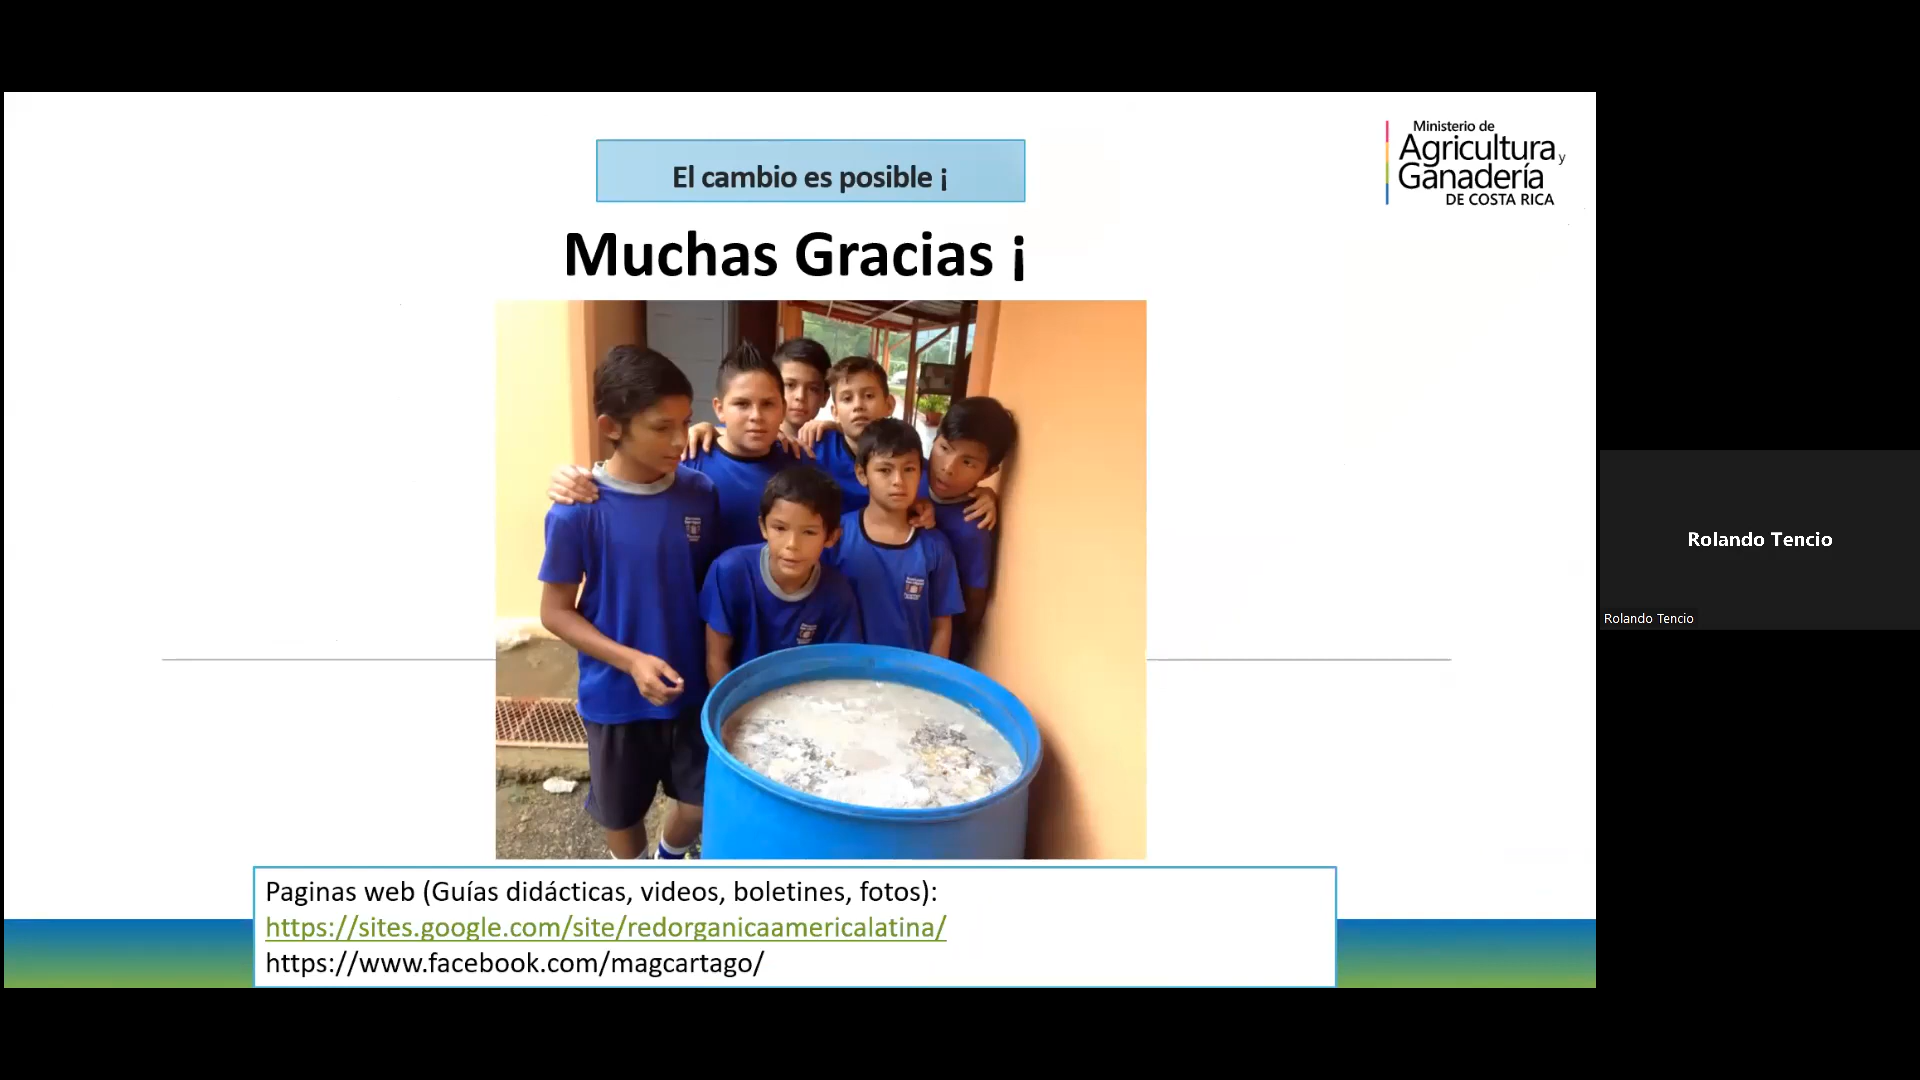 El cambio es posible ¡
Ministerio de
Agricultura y
Ganadería
DE COSTA RICA
Muchas Gracias ¡
Rolando Tencio
Rolando Tencio
Paginas web (Guías didácticas, videos, boletines, fotos):
https://sites.google.com/site/redorganicaamericalatina/
https://www.facebook.com/magcartago/